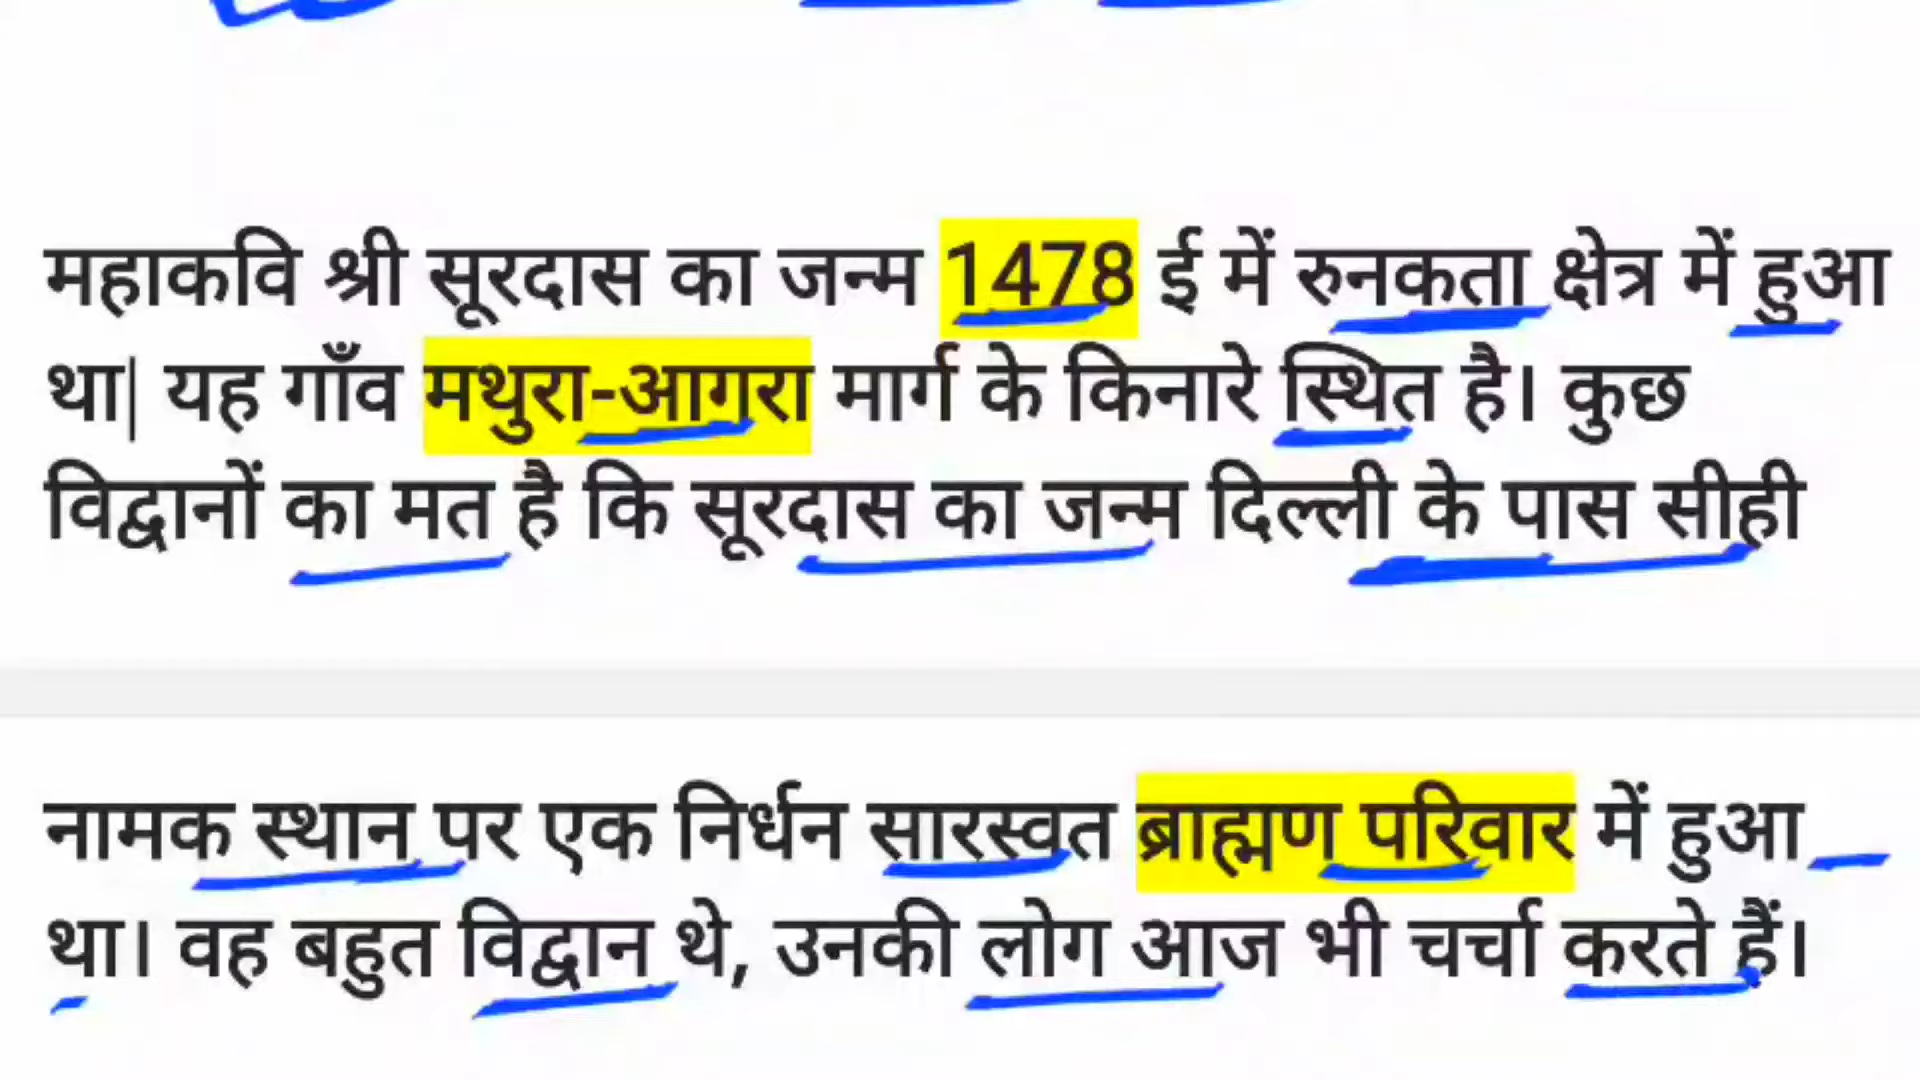 महाकवि श्री सूरदास का जन्म 1478 ई में रुनकता क्षेत्र में हुआ
था| यह गाँव मथुरा-आगरा मार्ग के किनारे स्थित है। कुछ
विद्वानों का मत है कि सूरदास का जन्म दिल्ली के पास सीही
नामक स्थान पर एक निर्धन सारस्वत ब्राह्मण परिवार में हुआ
था। वह बहुत विद्वान थे, उनकी लोग आज भी चर्चा करते हैं।